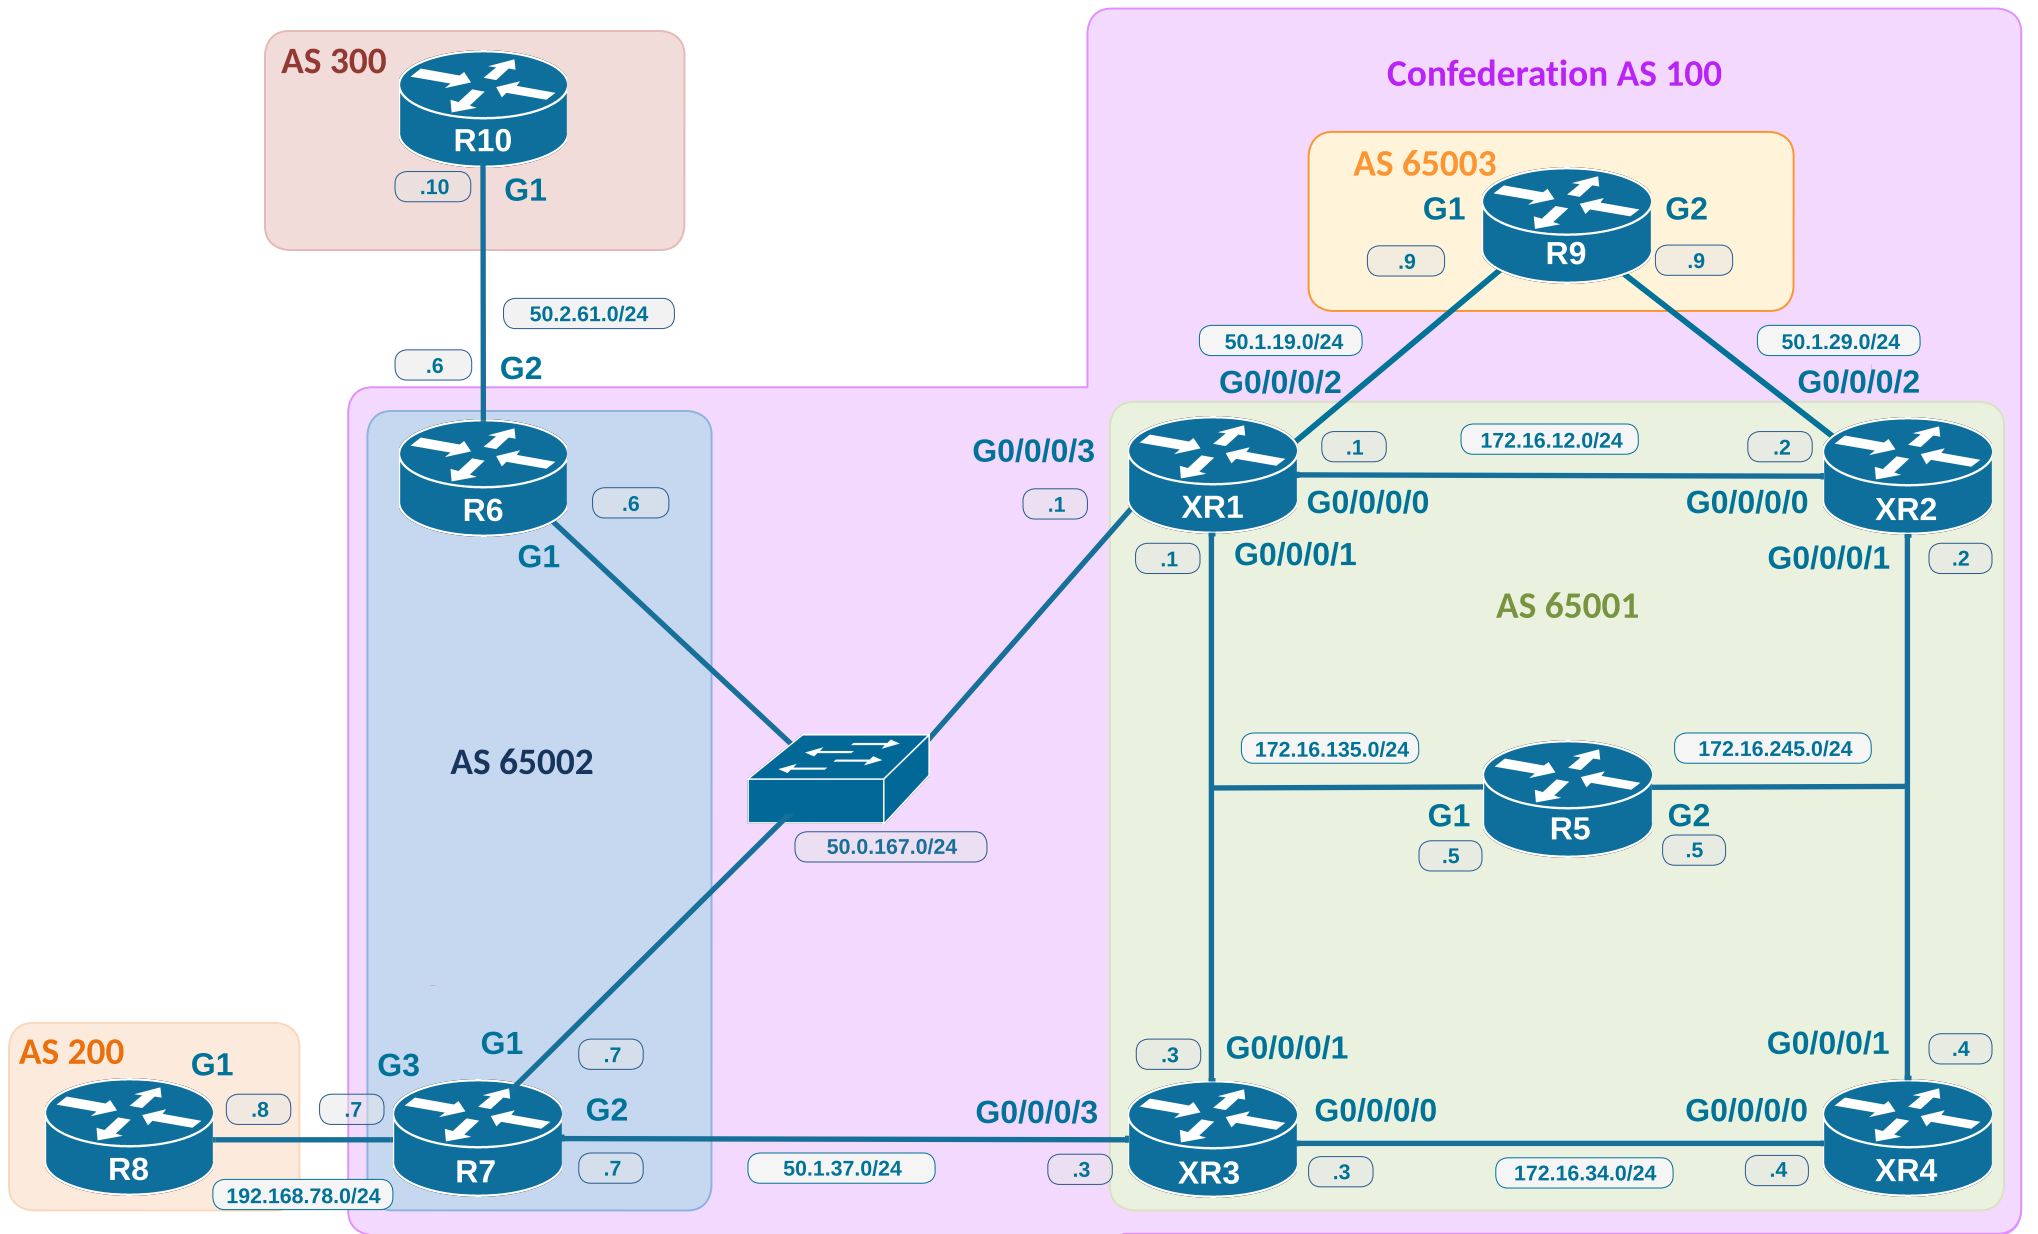 AS 300
R10
.10
G1
50.2.61.0/24
.6
G2
Confederation AS 100
AS 65003
G1
G2
R9
.9
.9
50.1.19.0/24
50.1.29.0/24
G0/0/0/2
G0/0/0/2
R6
.6
G1
G0/0/0/3
.1
XR1
.1
172.16.12.0/24
.2
XR2
G0/0/0/0
G0/0/0/0
.1
G0/0/0/1
G0/0/0/1
.2
AS 65001
AS 65002
172.16.135.0/24
172.16.245.0/24
G1
R5
G2
.5
.5
50.0.167.0/24
AS 200
G1
G3
G1
.7
.3
G0/0/0/1
G0/0/0/1
.4
.8
.7
G2
G0/0/0/3
G0/0/0/0
G0/0/0/0
R8
R7
.7
50.1.37.0/24
.3
XR3
.3
172.16.34.0/24
.4
XR4
192.168.78.0/24